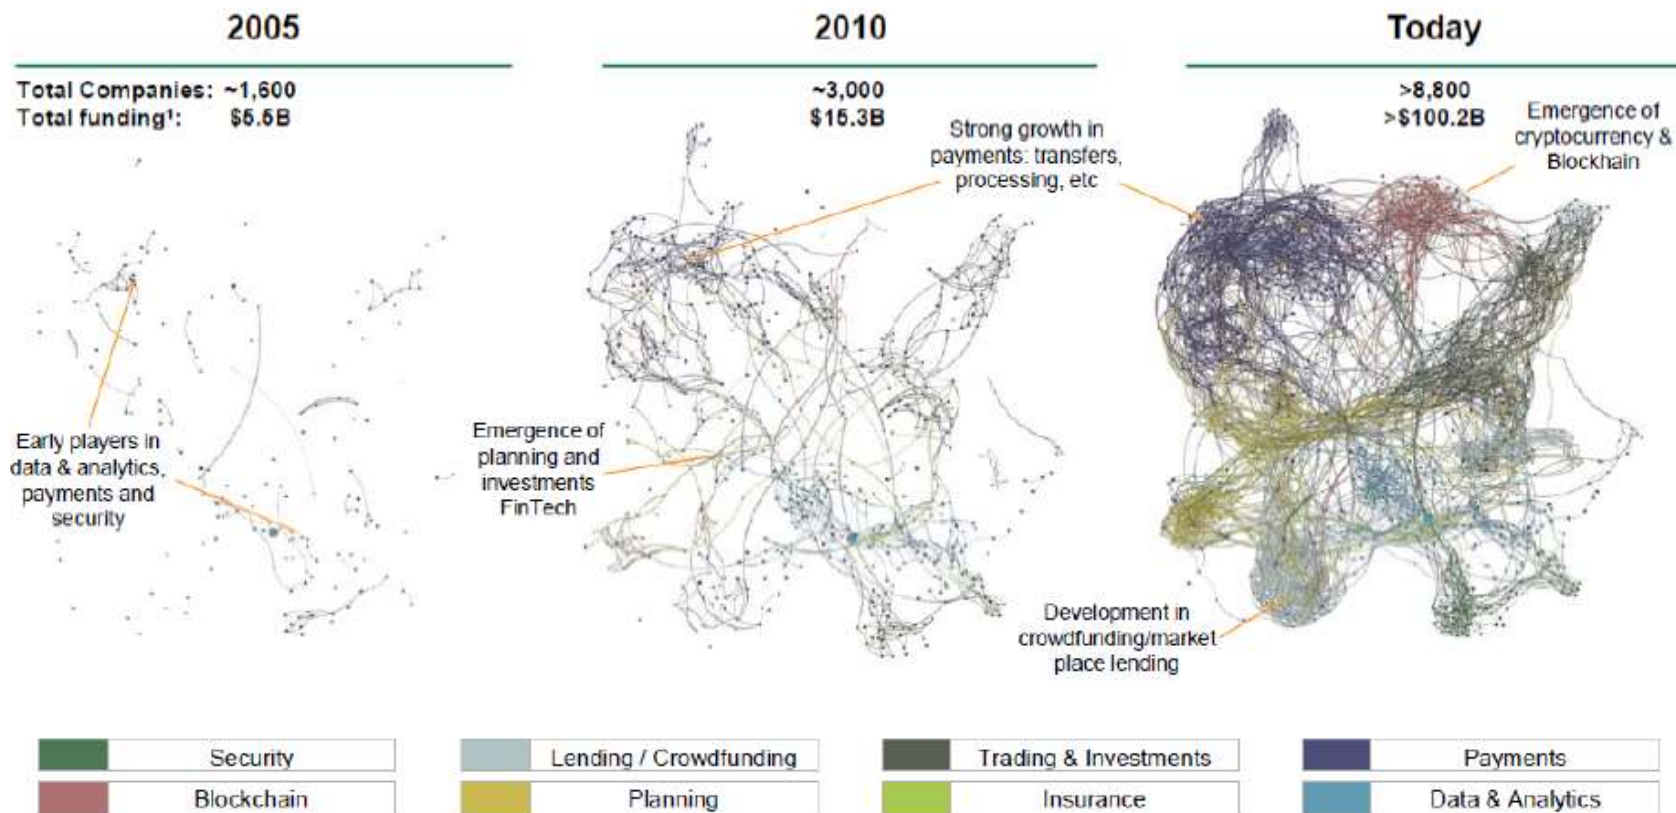 2005
2010
Today
Total Companies: ~1,600
~3,000
>8,800
Total funding¹: $5.5B
$15.3B
>$100.2B
Strong growth in
payments: transfers,
processing, etc
Emergence of
cryptocurrency &
Blockhain
Early players in
data & analytics,
payments and
security
Emergence of
planning and
investments
FinTech
Development in
crowdfunding/market
place lending
Security
Lending / Crowdfunding
Trading & Investments
Payments
Blockchain
Planning
Insurance
Data & Analytics